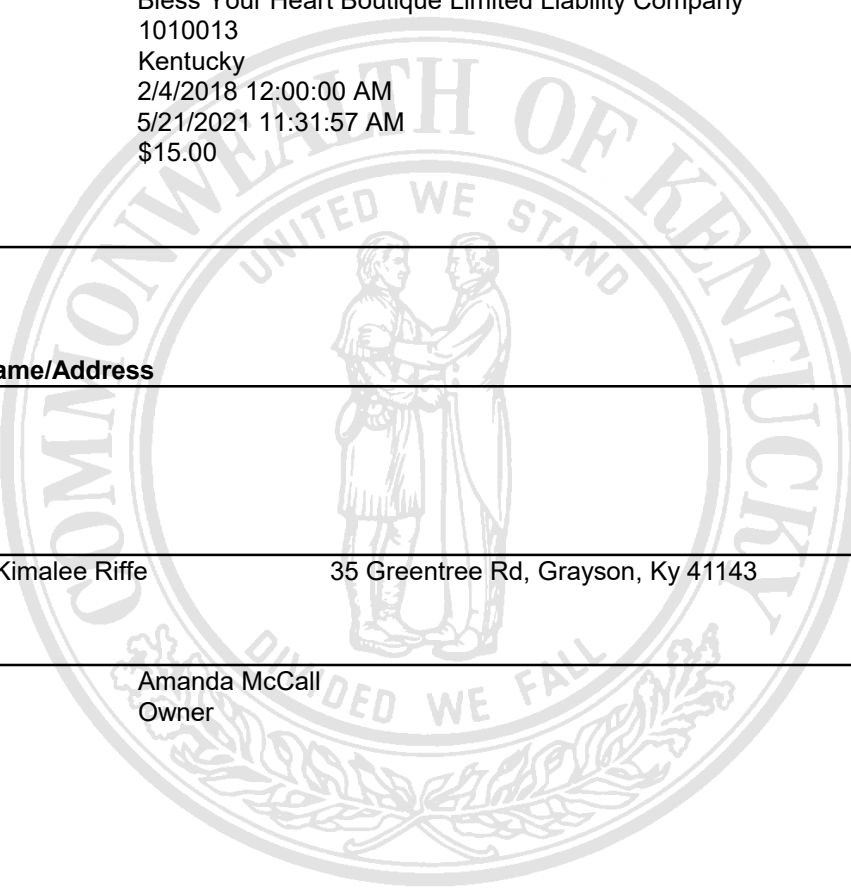 Bless Your Heart Boutique Limited Liability Company
1010013
Kentucky
2/4/2018 12:00:00 AM
5/21/2021 11:31:57 AM
$15.00
COMMONWEALTH OF KENTUCKY
UNITED WE STAND
ame/Address
Kimalee Riffe 35 Greentree Rd, Grayson, Ky 41143
DIVIDED WE FALL
Amanda McCall
Owner